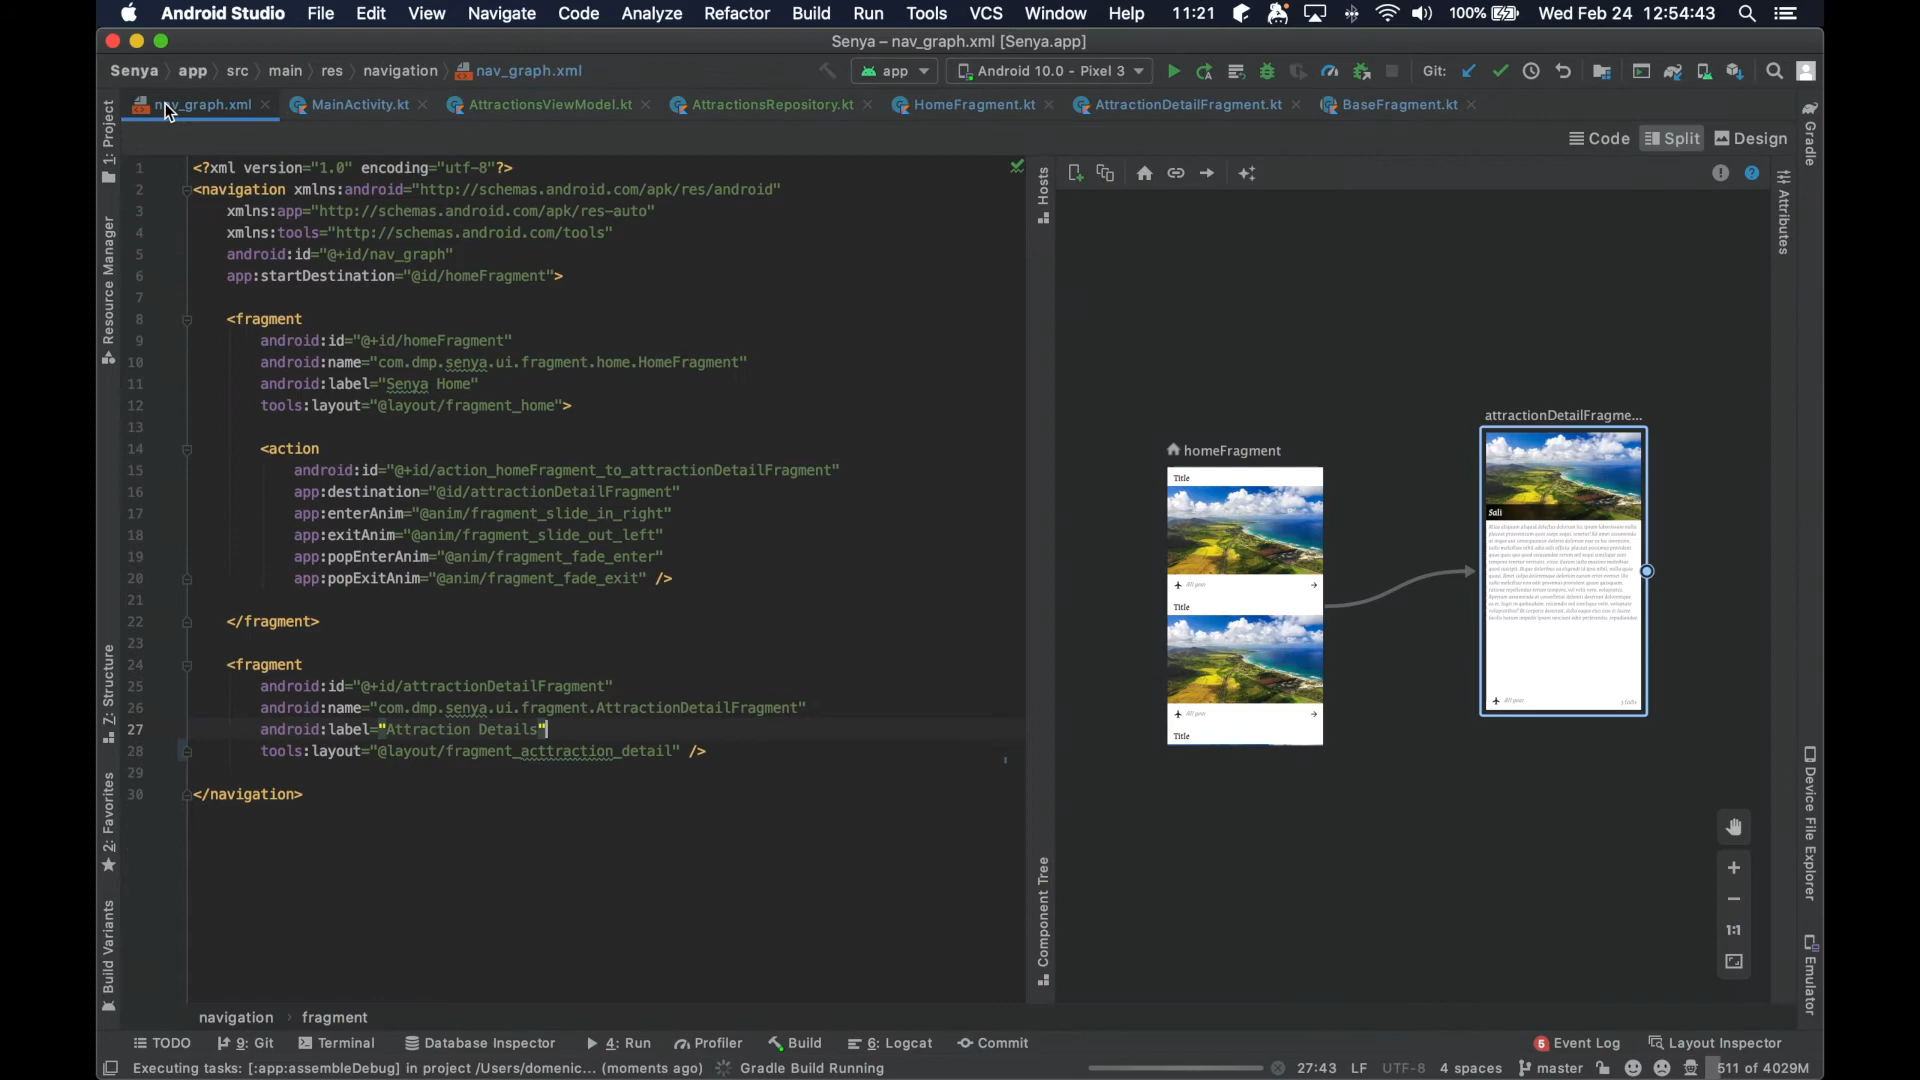 Android Studio File Edit View Navigate Code Analyze Refactor Build Run Tools VCS Window Help 11:21 100% Wed Feb 24 12:54:43
Senya – nav_graph.xml [Senya.app]
Senya app src main res navigation nav_graph.xml app Android 10.0 - Pixel 3 Git:
nav_graph.xml MainActivity.kt AttractionsViewModel.kt AttractionsRepository.kt HomeFragment.kt AttractionDetailFragment.kt BaseFragment.kt
Code Split Design
1 <?xml version="1.0" encoding="utf-8"?>
2 <navigation xmlns:android="http://schemas.android.com/apk/res/android"
3 xmlns:app="http://schemas.android.com/apk/res-auto"
4 xmlns:tools="http://schemas.android.com/tools"
5 android:id="@+id/nav_graph"
6 app:startDestination="@id/homeFragment">
7
8 <fragment
9 android:id="@+id/homeFragment"
10 android:name="com.dmp.senya.ui.fragment.home.HomeFragment"
11 android:label="Senya Home"
12 tools:layout="@layout/fragment_home">
13
14 <action
15 android:id="@+id/action_homeFragment_to_attractionDetailFragment"
16 app:destination="@id/attractionDetailFragment"
17 app:enterAnim="@anim/fragment_slide_in_right"
18 app:exitAnim="@anim/fragment_slide_out_left"
19 app:popEnterAnim="@anim/fragment_fade_enter"
20 app:popExitAnim="@anim/fragment_fade_exit" />
21
22 </fragment>
23
24 <fragment
25 android:id="@+id/attractionDetailFragment"
26 android:name="com.dmp.senya.ui.fragment.AttractionDetailFragment"
27 android:label="Attraction Details"
28 tools:layout="@layout/fragment_acttraction_detail" />
29
30 </navigation>
1: Project
Resource Manager
Z: Structure
2: Favorites
Build Variants
Hosts
Component Tree
homeFragment
Title
All year
Title
All year
Title
attractionDetailFragme...
Sali
All year
1:1
Gradle
Attributes
Device File Explorer
Emulator
navigation fragment
TODO 9: Git Terminal Database Inspector 4: Run Profiler Build 6: Logcat Commit 5 Event Log Layout Inspector
Executing tasks: [:app:assembleDebug] in project /Users/domenic... (moments ago) Gradle Build Running 27:43 LF UTF-8 4 spaces master 511 of 4029M